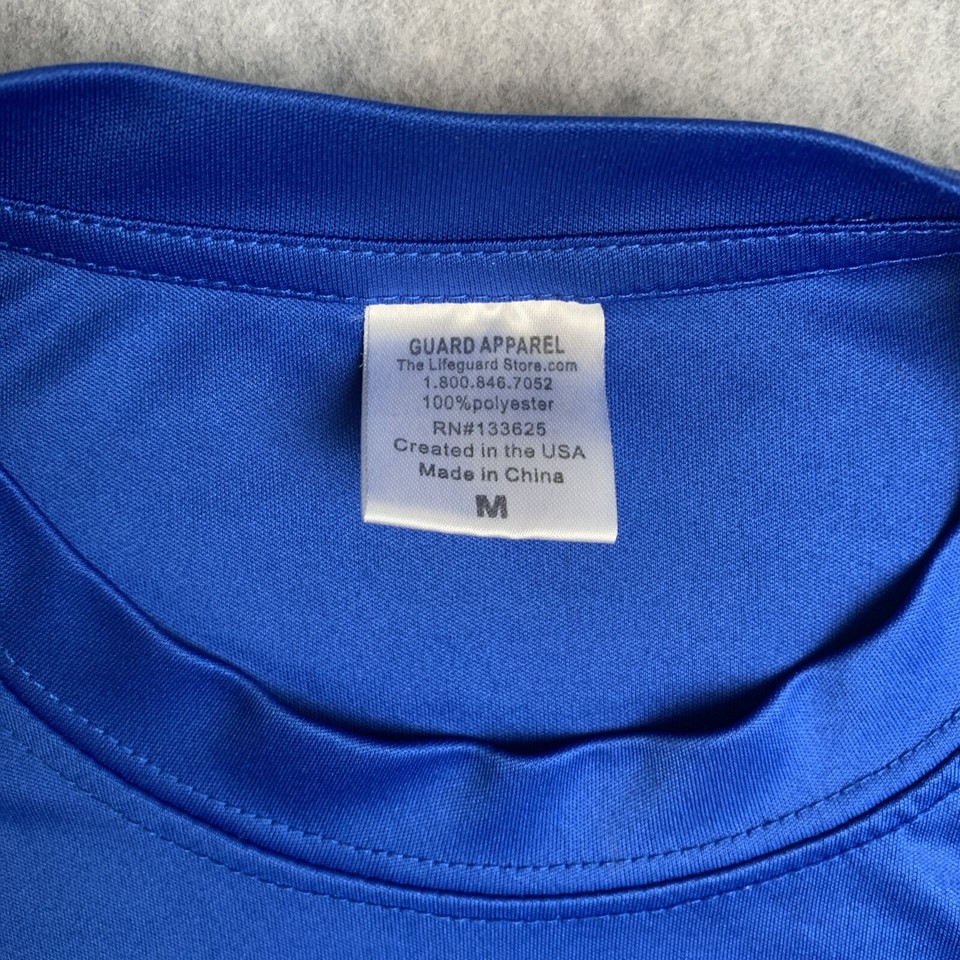 GUARD APPAREL
The Lifeguard Store.com
1.800.846.7052
100%polyester
RN#133625
Created in the USA
Made in China
M